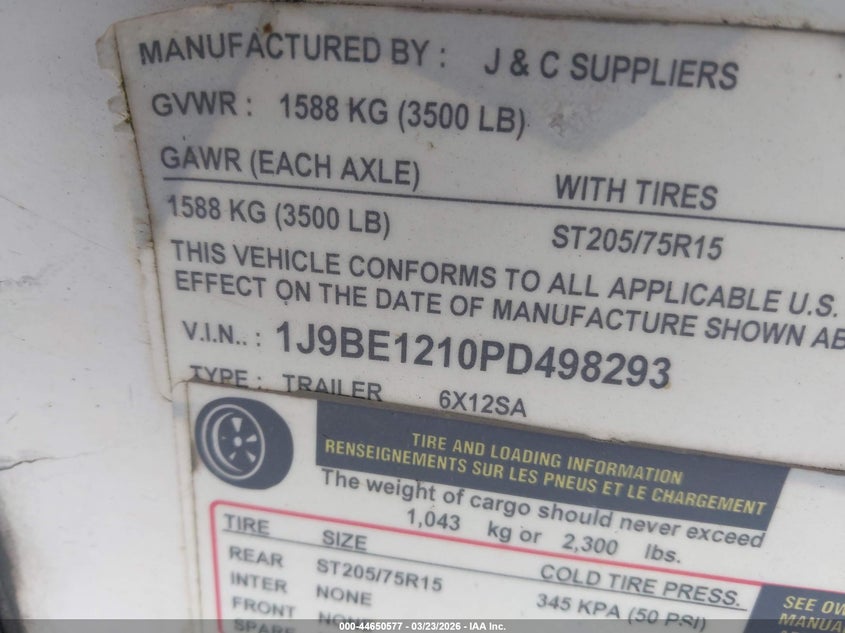 MANUFACTURED BY : J & C SUPPLIERS
GVWR : 1588 KG (3500 LB)
GAWR (EACH AXLE) WITH TIRES
1588 KG (3500 LB) ST205/75R15
THIS VEHICLE CONFORMS TO ALL APPLICABLE U.S.
EFFECT ON THE DATE OF MANUFACTURE SHOWN AB
V.I.N.. : 1J9BE1210PD498293
TYPE : TRAILER 6X12SA
TIRE AND LOADING INFORMATION
RENSEIGNEMENTS SUR LES PNEUS ET LE CHARGEMENT
The weight of cargo should never exceed
1,043 kg or 2,300 lbs.
TIRE SIZE COLD TIRE PRESS.
REAR ST205/75R15 345 KPA (50 PSI)
INTER NONE
FRONT NONE
SPARE
SEE OW
MANUA
000-44650577 — 03/23/2026 - IAA Inc.